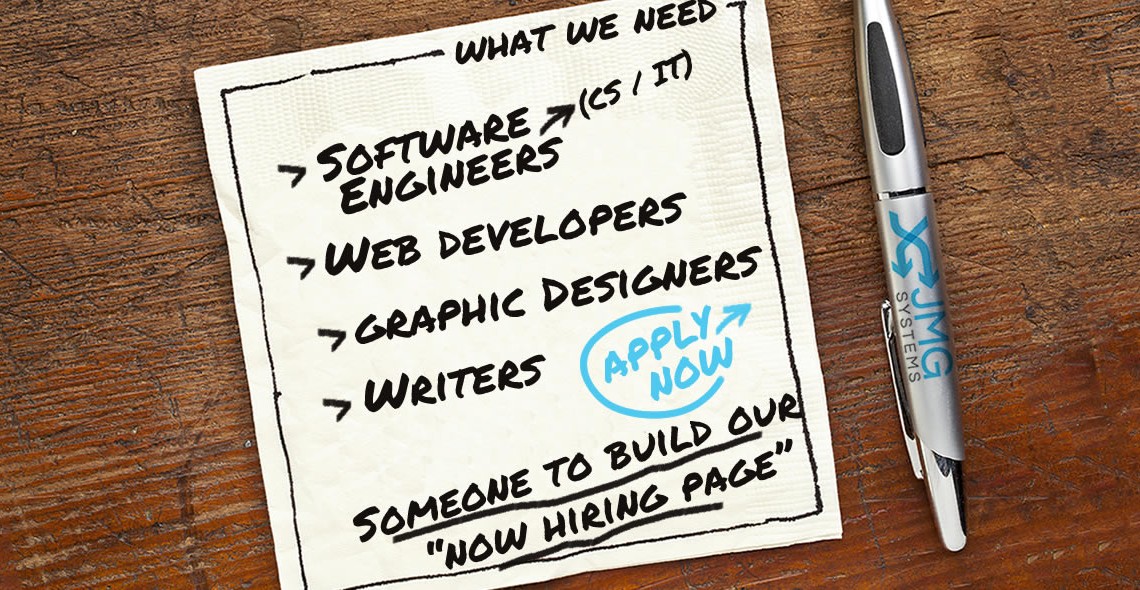 WHAT WE NEED
SOFTWARE (CS / IT)
ENGINEERS
WEB DEVELOPERS
GRAPHIC DESIGNERS
WRITERS
APPLY
NOW
SOMEONE TO BUILD OUR
"NOW HIRING PAGE"
JMG
SYSTEMS